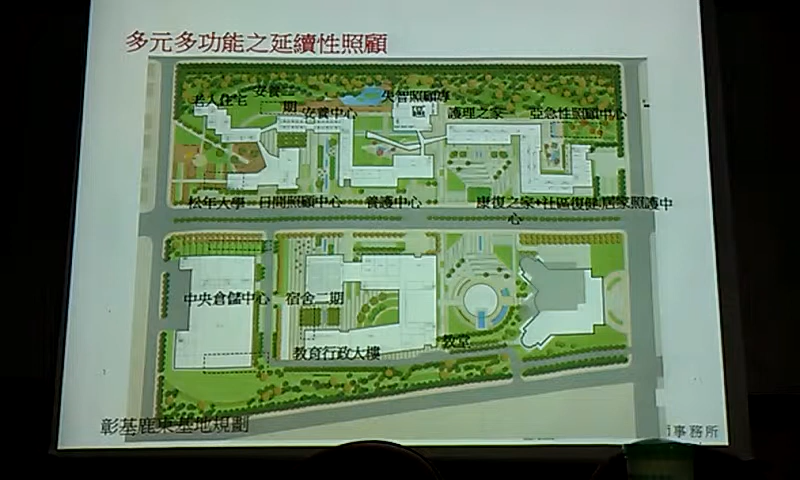 多元多功能之延續性照顧
老人住宅
安養二期
安養中心
失智照顧專區
護理之家
亞急性照顧中心
松年大學
日間照顧中心
養護中心
康復之家+社區復健中心
居家照護中心
中央倉儲中心
宿舍二期
教育行政大樓
教堂
彰基鹿東基地規劃
事務所